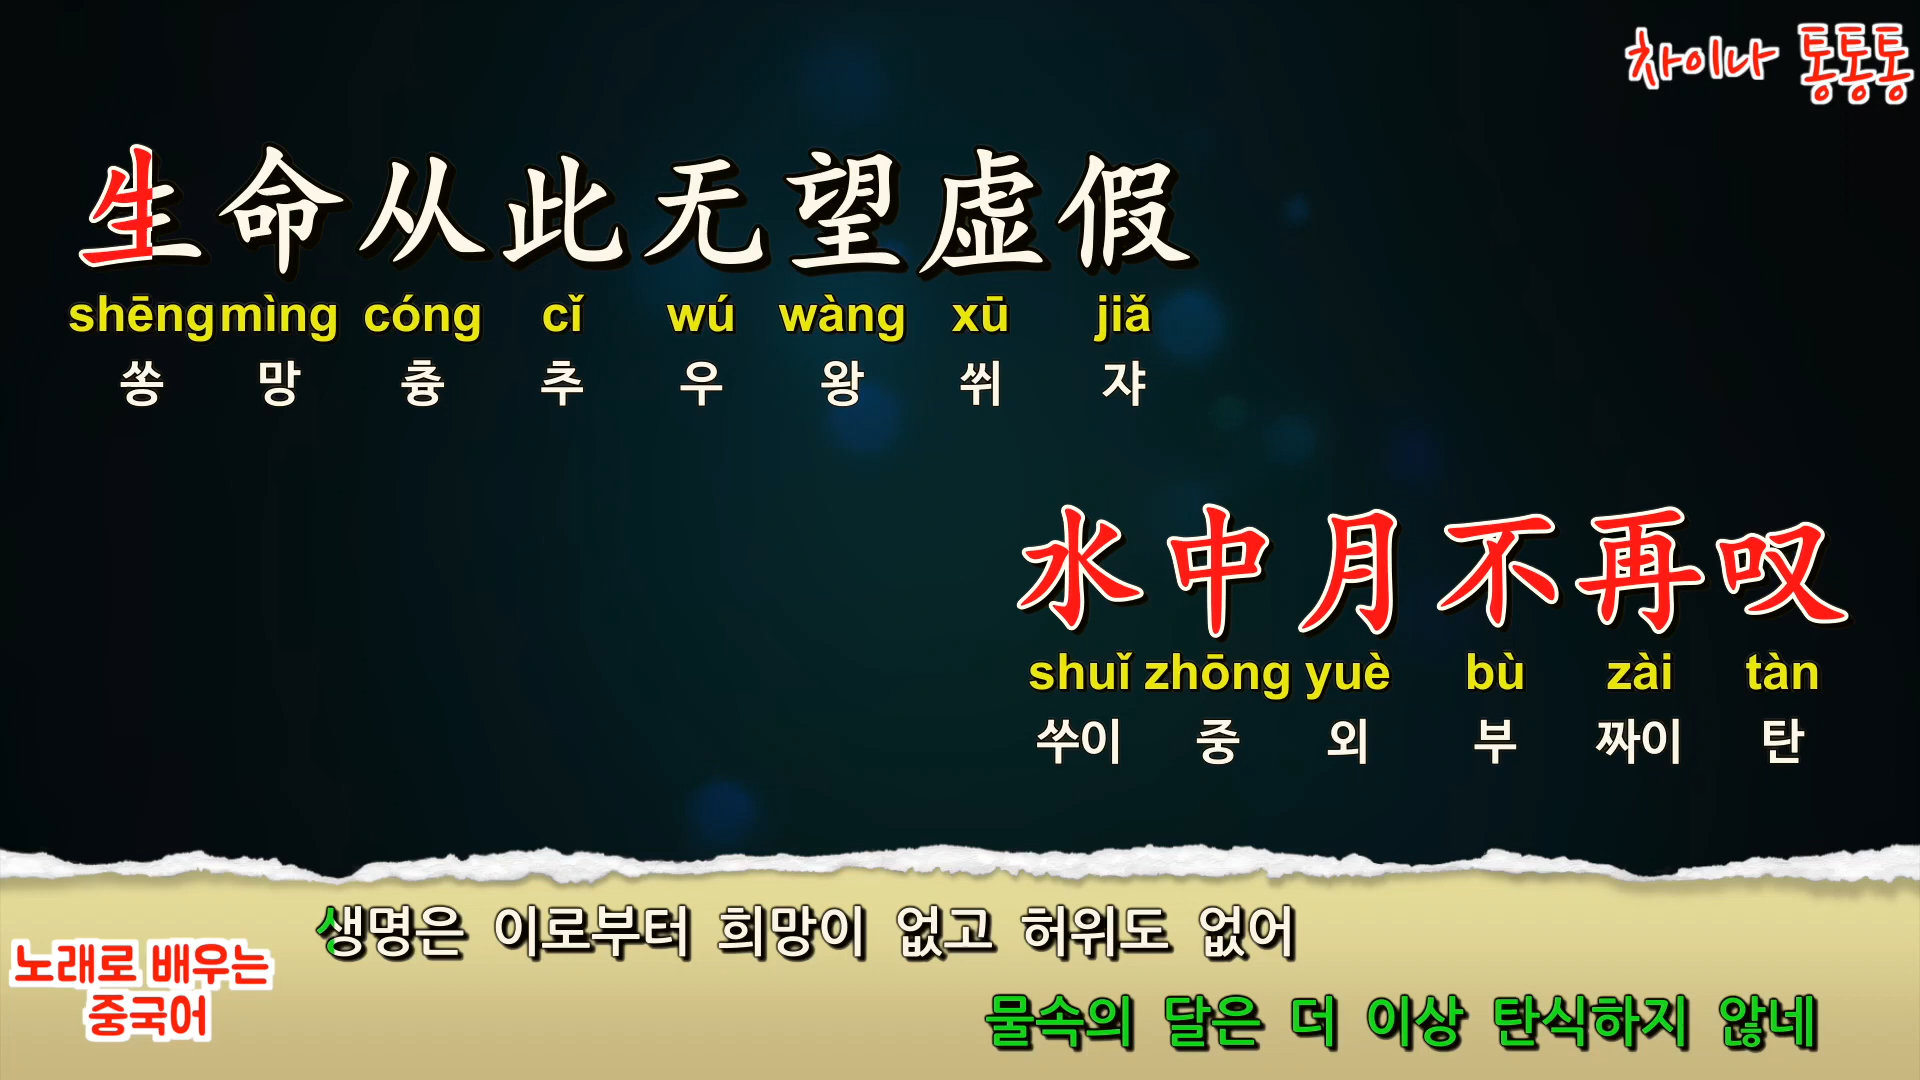 차이나 통통통
生命从此无望虚假
shēng mìng cóng cǐ wú wàng xū jiǎ
쏭 망 츙 추 우 왕 쒸 쟈
水中月不再叹
shuǐ zhōng yuè bù zài tàn
쑤이 중 외 부 짜이 탄
생명은 이로부터 희망이 없고 허위도 없어
노래로 배우는
중국어
물속의 달은 더 이상 탄식하지 않네